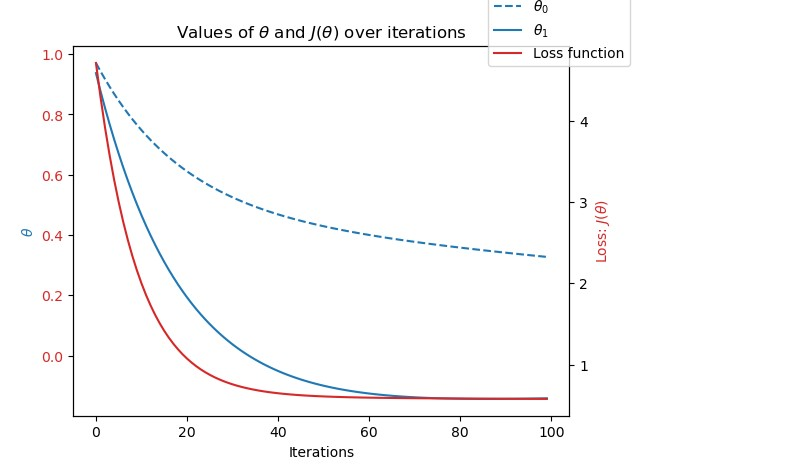 θ₀
θ₁
Loss function
Values of θ and J(θ) over iterations
1.0
0.8
0.6
0.4
0.2
0.0
θ
4
3
2
1
Loss: J(θ)
0 20 40 60 80 100
Iterations